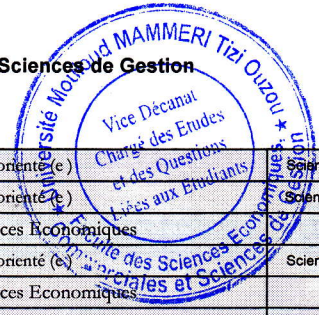 Sciences de Gestion
Université Mouloud MAMMERI Tizi Ouzou
Vice Décanat
Chargé des Etudes
et des Questions
Liées aux Etudiants
Faculté des Sciences Economiques,
Commerciales et Sciences de Gestion
orienté (e)
Scien
orienté (e)
Scien
ces Economiques
orienté (e)
Scien
ces Economiques